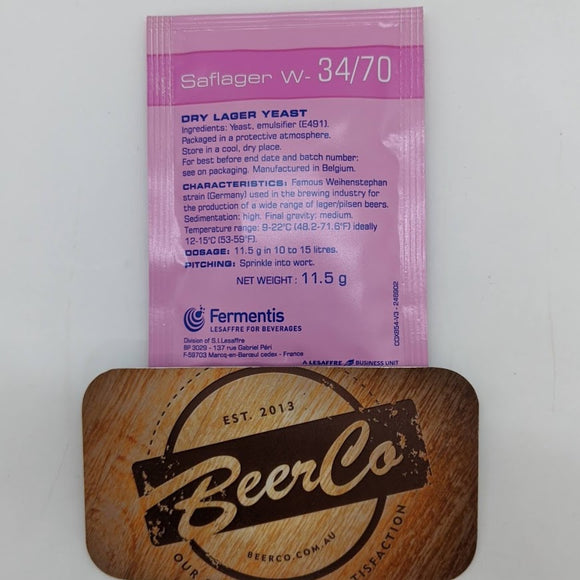 Saflager W- 34/70
DRY LAGER YEAST
Ingredients: Yeast, emulsifier (E491).
Packaged in a protective atmosphere.
Store in a cool, dry place.
For best before end date and batch number:
see on packaging. Manufactured in Belgium.
CHARACTERISTICS: Famous Weihenstephan
strain (Germany) used in the brewing industry for
the production of a wide range of lager/pilsen beers.
Sedimentation: high. Final gravity: medium.
Temperature range: 9-22°C (48.2-71.6°F) ideally
12-15°C (53-59°F).
DOSAGE: 11.5 g in 10 to 15 litres.
PITCHING: Sprinkle into wort.
NET WEIGHT: 11.5 g
Fermentis
LESAFFRE FOR BEVERAGES
Division of S.I.Lesaffre
BP 3029 - 137 rue Gabriel Péri
F-59703 Marcq-en-Barœul cedex - France
A LESAFFRE BUSINESS UNIT
EST. 2013
BeerCo
BEERCO.COM.AU
OUR